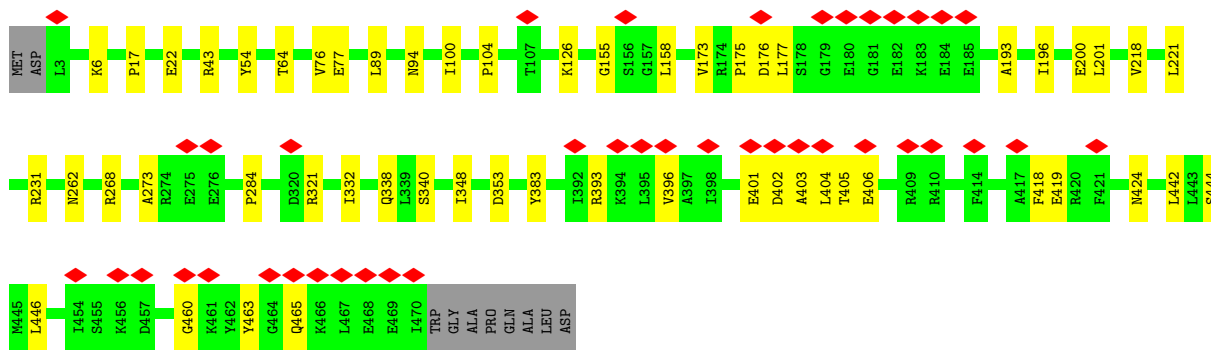 MET ASP L3 K6 P17 E22 R43 Y54 T64 V76 E77 L89 N94 I100 P104 T107 K126 G155 S156 G157 L158 V173 R174 P175 D176 L177 S178 G179 E180 G181 E182 K183 E184 E185 A193 I196 E200 L201 V218 L221
R231 N262 R268 A273 R274 E275 E276 P284 D320 R321 I332 Q338 L339 S340 I348 D353 Y383 I392 R393 K394 L395 V396 A397 I398 E401 D402 A403 L404 T405 E406 R409 R410 F414 A417 F418 E419 R420 F421 N424 L442 L443 S444
M445 L446 I454 S455 K456 D457 G460 K461 Y462 Y463 G464 Q465 K466 L467 E468 E469 I470 TRP GLY ALA PRO GLN ALA LEU ASP